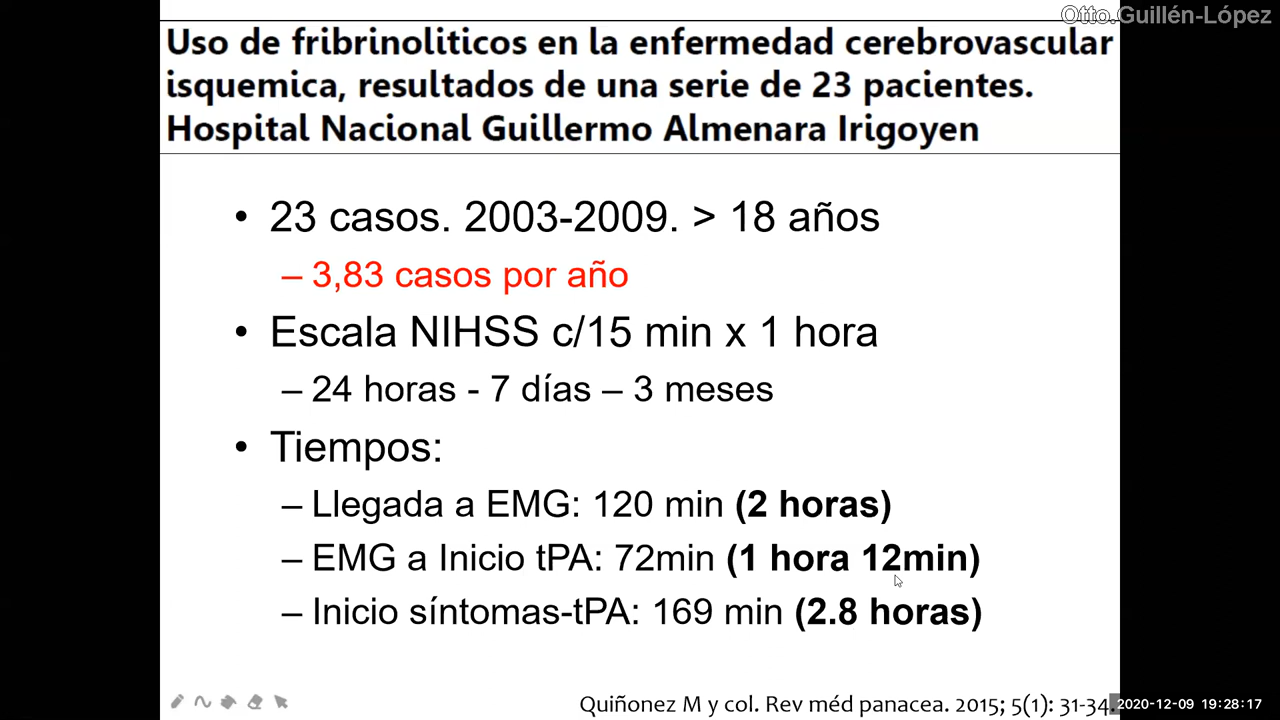 Otto.Guillén-López
Uso de fribrinoliticos en la enfermedad cerebrovascular
isquemica, resultados de una serie de 23 pacientes.
Hospital Nacional Guillermo Almenara Irigoyen
• 23 casos. 2003-2009. > 18 años
– 3,83 casos por año
• Escala NIHSS c/15 min x 1 hora
– 24 horas - 7 días – 3 meses
• Tiempos:
– Llegada a EMG: 120 min (2 horas)
– EMG a Inicio tPA: 72min (1 hora 12min)
– Inicio síntomas-tPA: 169 min (2.8 horas)
Quiñonez M y col. Rev méd panacea. 2015; 5(1): 31-34.
2020-12-09 19:28:17